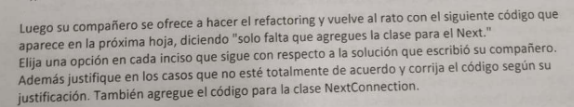 Luego su compañero se ofrece a hacer el refactoring y vuelve al rato con el siguiente código que
aparece en la próxima hoja, diciendo "solo falta que agregues la clase para el Next."
Elija una opción en cada inciso que sigue con respecto a la solución que escribió su compañero.
Además justifique en los casos que no esté totalmente de acuerdo y corrija el código según su
justificación. También agregue el código para la clase NextConnection.